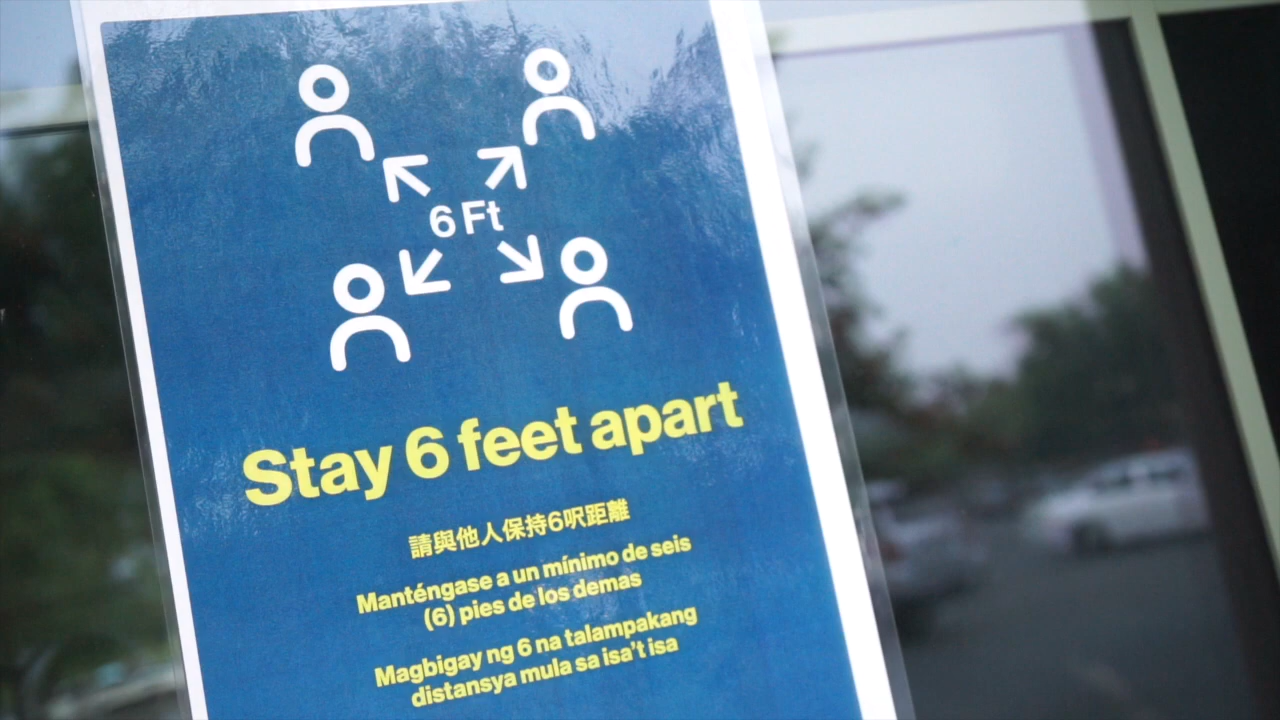 6 Ft
Stay 6 feet apart
請與他人保持6呎距離
Manténgase a un mínimo de seis
(6) pies de los demas
Magbigay ng 6 na talampakang
distansya mula sa isa't isa